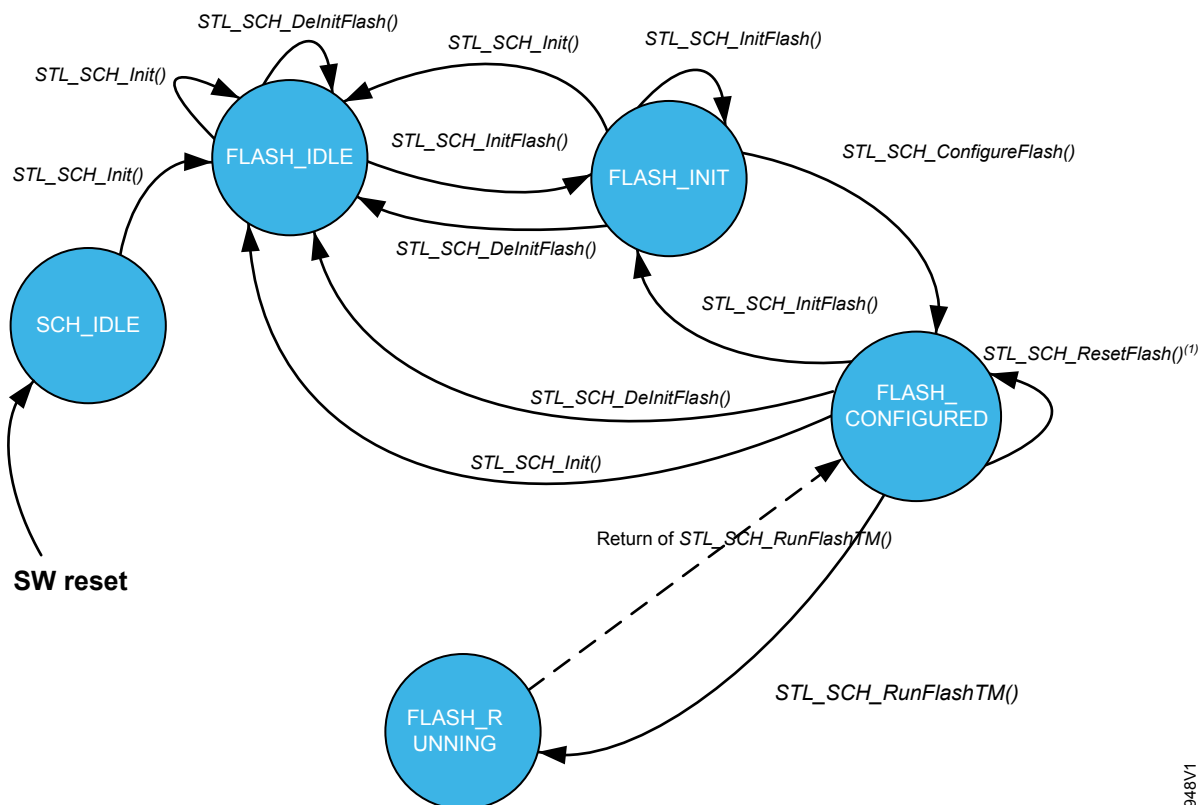 STL_SCH_DeInitFlash()
STL_SCH_Init()
STL_SCH_InitFlash()
STL_SCH_Init()
STL_SCH_InitFlash()
STL_SCH_ConfigureFlash()
FLASH_IDLE
FLASH_INIT
STL_SCH_Init()
STL_SCH_DeInitFlash()
STL_SCH_InitFlash()
SCH_IDLE
STL_SCH_ResetFlash()(1)
FLASH_
CONFIGURED
STL_SCH_DeInitFlash()
STL_SCH_Init()
Return of STL_SCH_RunFlashTM()
SW reset
STL_SCH_RunFlashTM()
FLASH_R
UNNING